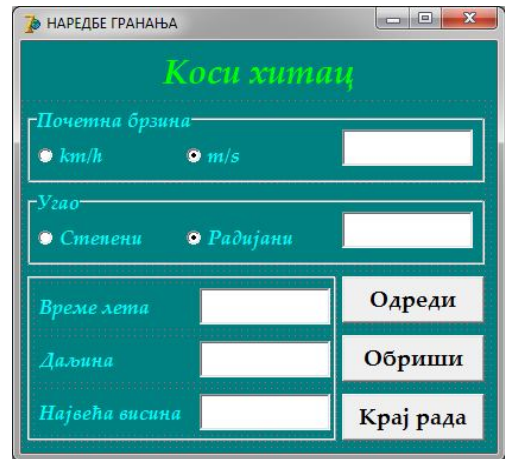 НАРЕДБЕ ГРАНАЊА
Коси хитац
Почетна брзина
km/h m/s
Угао
Степени Радијани
Време лета
Одреди
Даљина
Обриши
Највећа висина
Крај рада